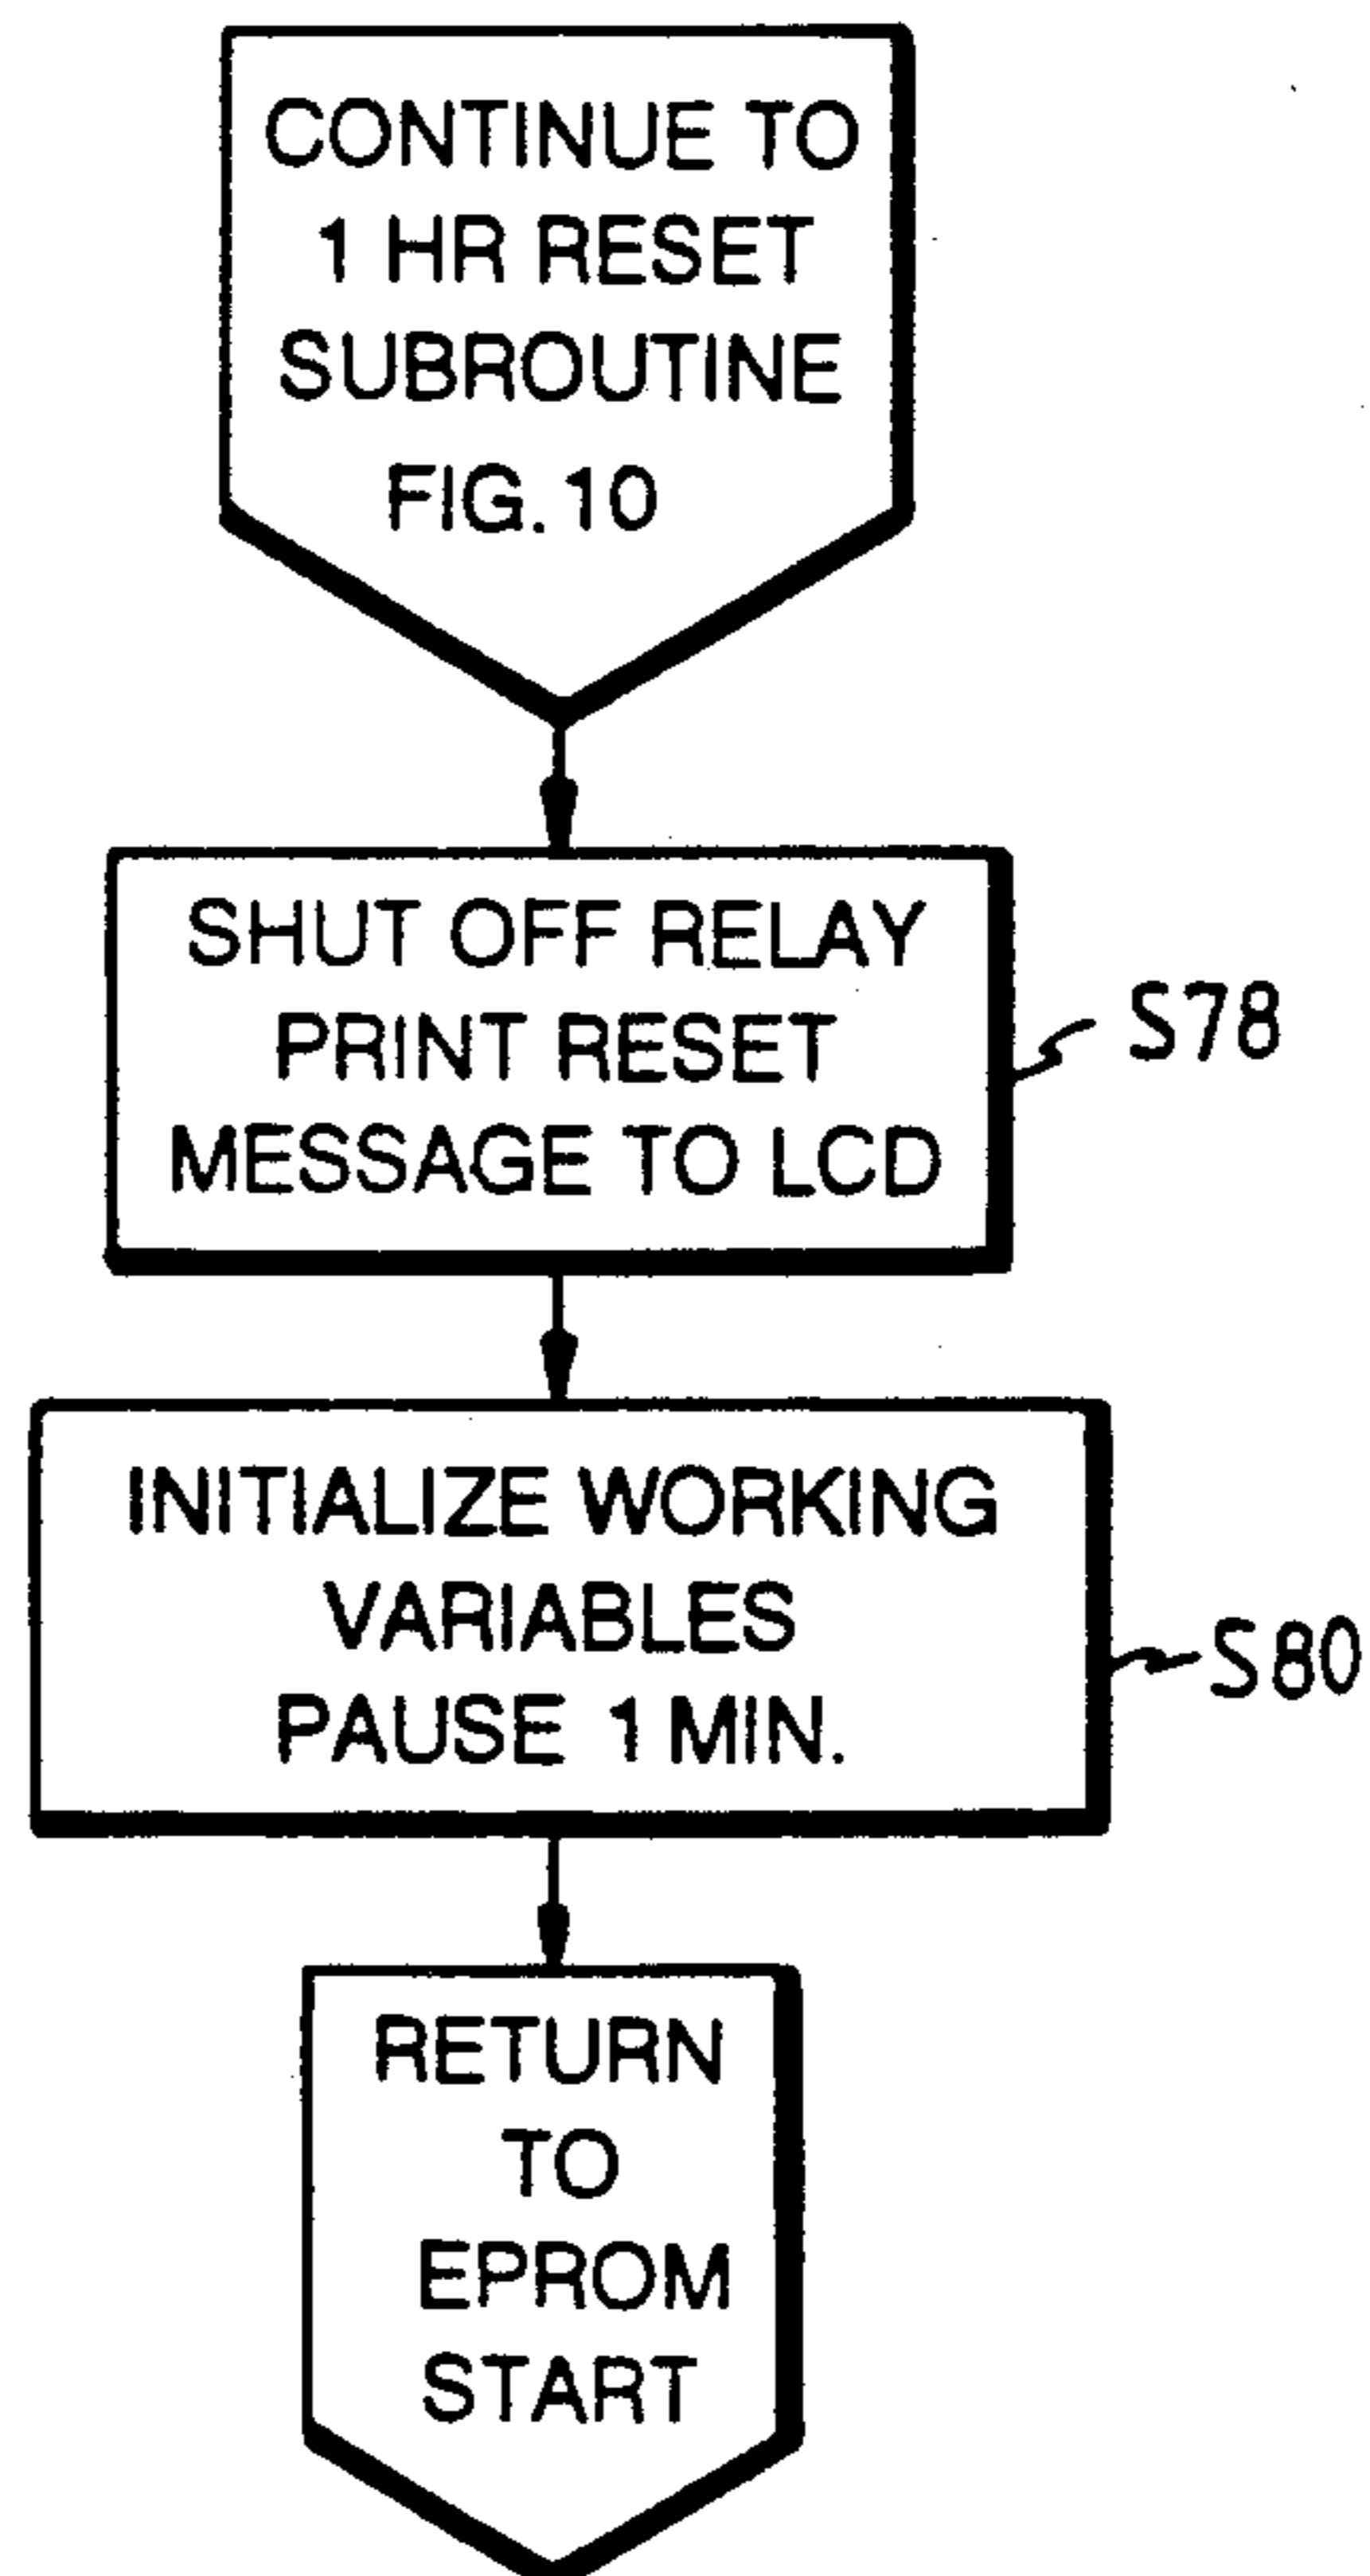 CONTINUE TO
1 HR RESET
SUBROUTINE
FIG. 10
SHUT OFF RELAY
PRINT RESET
MESSAGE TO LCD
S78
INITIALIZE WORKING
VARIABLES
PAUSE 1 MIN.
S80
RETURN
TO
EPROM
START